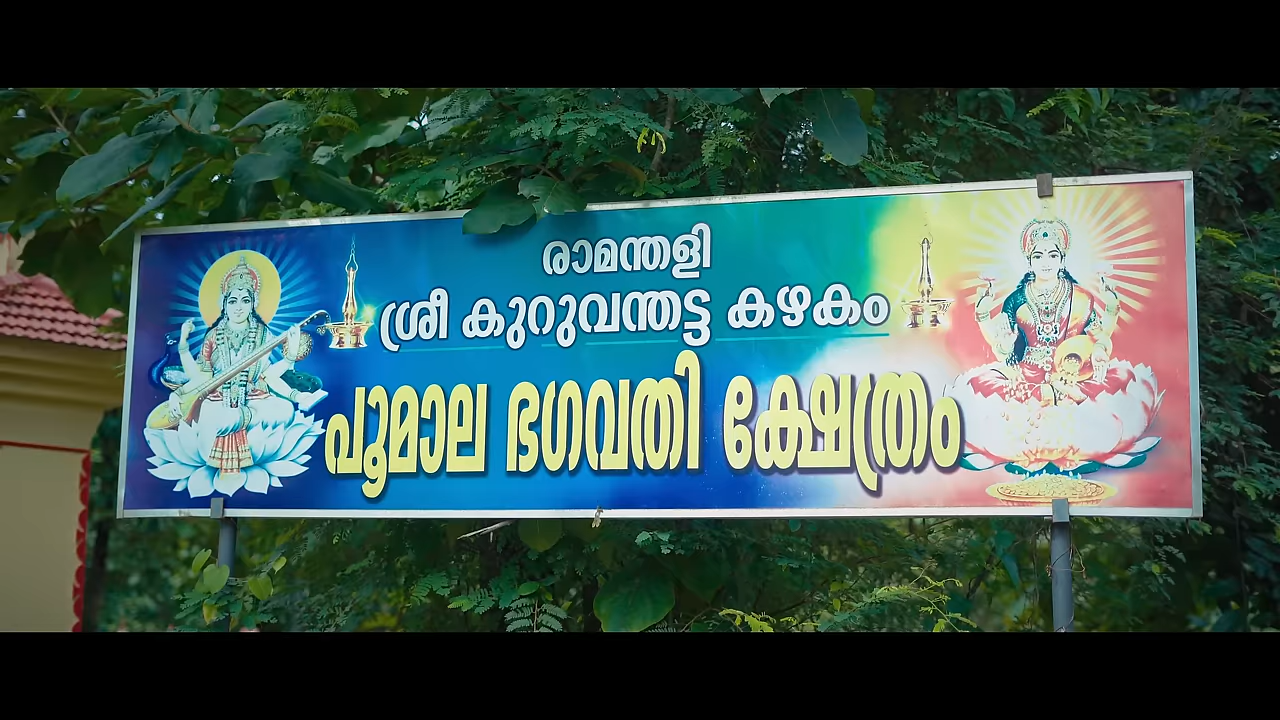 രാമന്തളി
ശ്രീ കുറുവന്തട്ട കഴകം
പൂമാല ഭഗവതി ക്ഷേത്രം